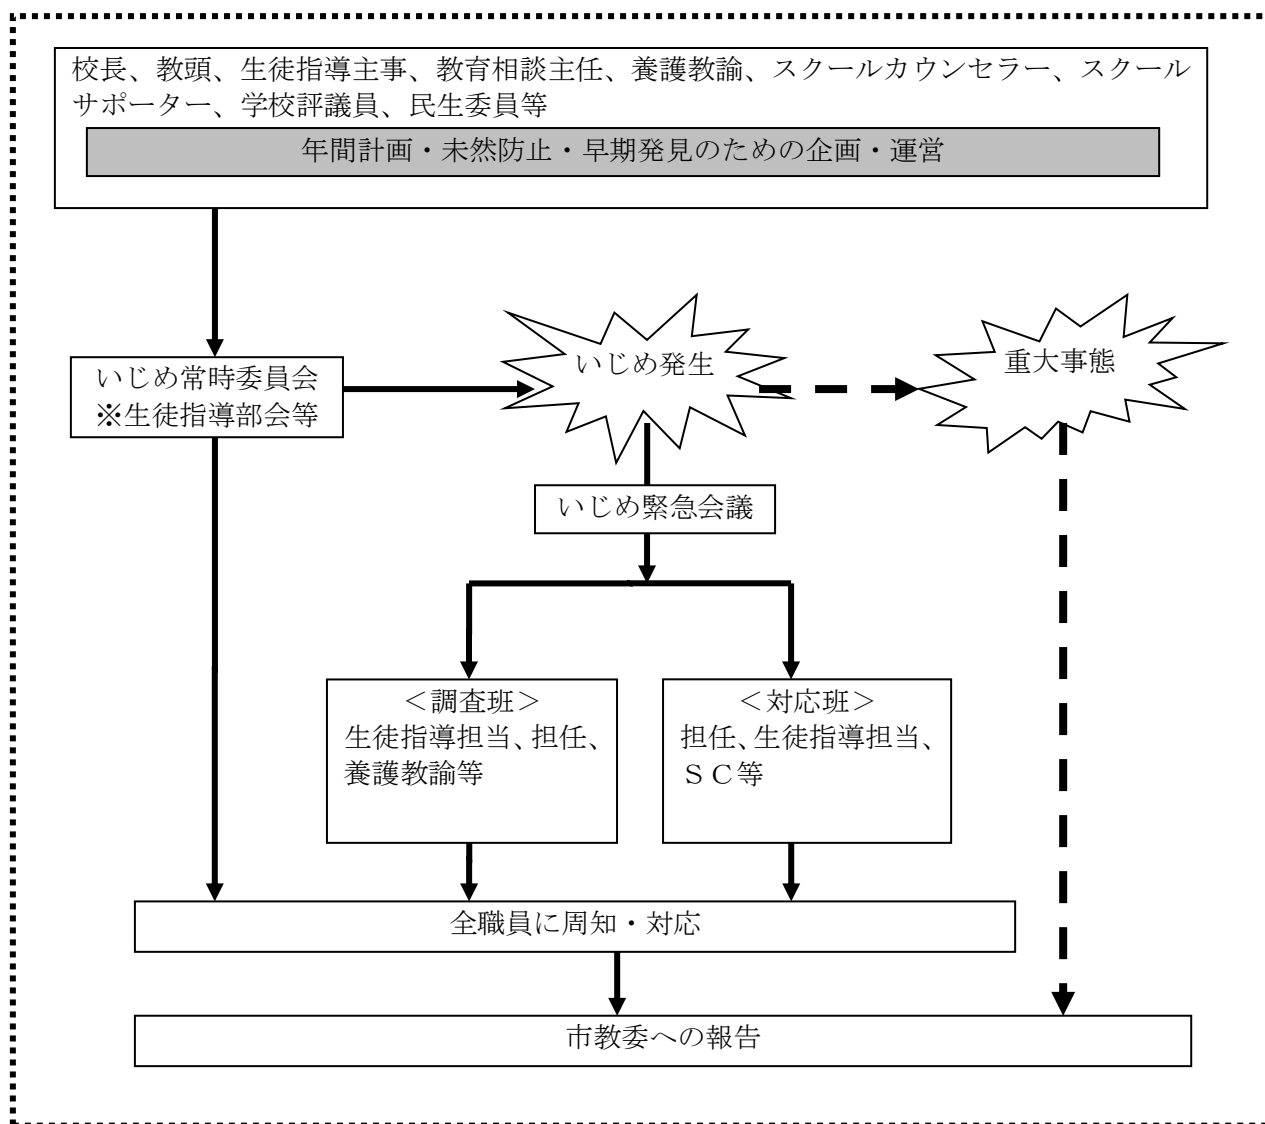 校長、教頭、生徒指導主事、教育相談主任、養護教諭、スクールカウンセラー、スクール
サポーター、学校評議員、民生委員等
年間計画・未然防止・早期発見のための企画・運営
いじめ発生
重大事態
いじめ常時委員会
※生徒指導部会等
いじめ緊急会議
＜調査班＞
生徒指導担当、担任、
養護教諭等
＜対応班＞
担任、生徒指導担当、
ＳＣ等
全職員に周知・対応
市教委への報告